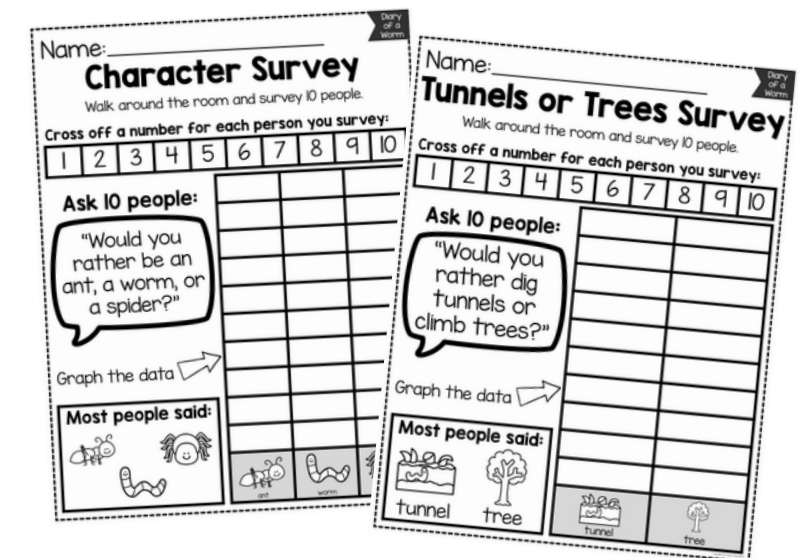 Diary
of a
Worm
Name:
Character Survey
Walk around the room and survey 10 people.
Cross off a number for each person you survey:
1 2 3 4 5 6 7 8 9 10
Ask 10 people:
"Would you
rather be an
ant, a worm, or
a spider?"
Graph the data
Most people said:
ant
worm
Diary
of a
Worm
Name:
Tunnels or Trees Survey
Walk around the room and survey 10 people.
Cross off a number for each person you survey:
1 2 3 4 5 6 7 8 9 10
Ask 10 people:
"Would you
rather dig
tunnels or
climb trees?"
Graph the data
Most people said:
tunnel tree
tunnel
tree